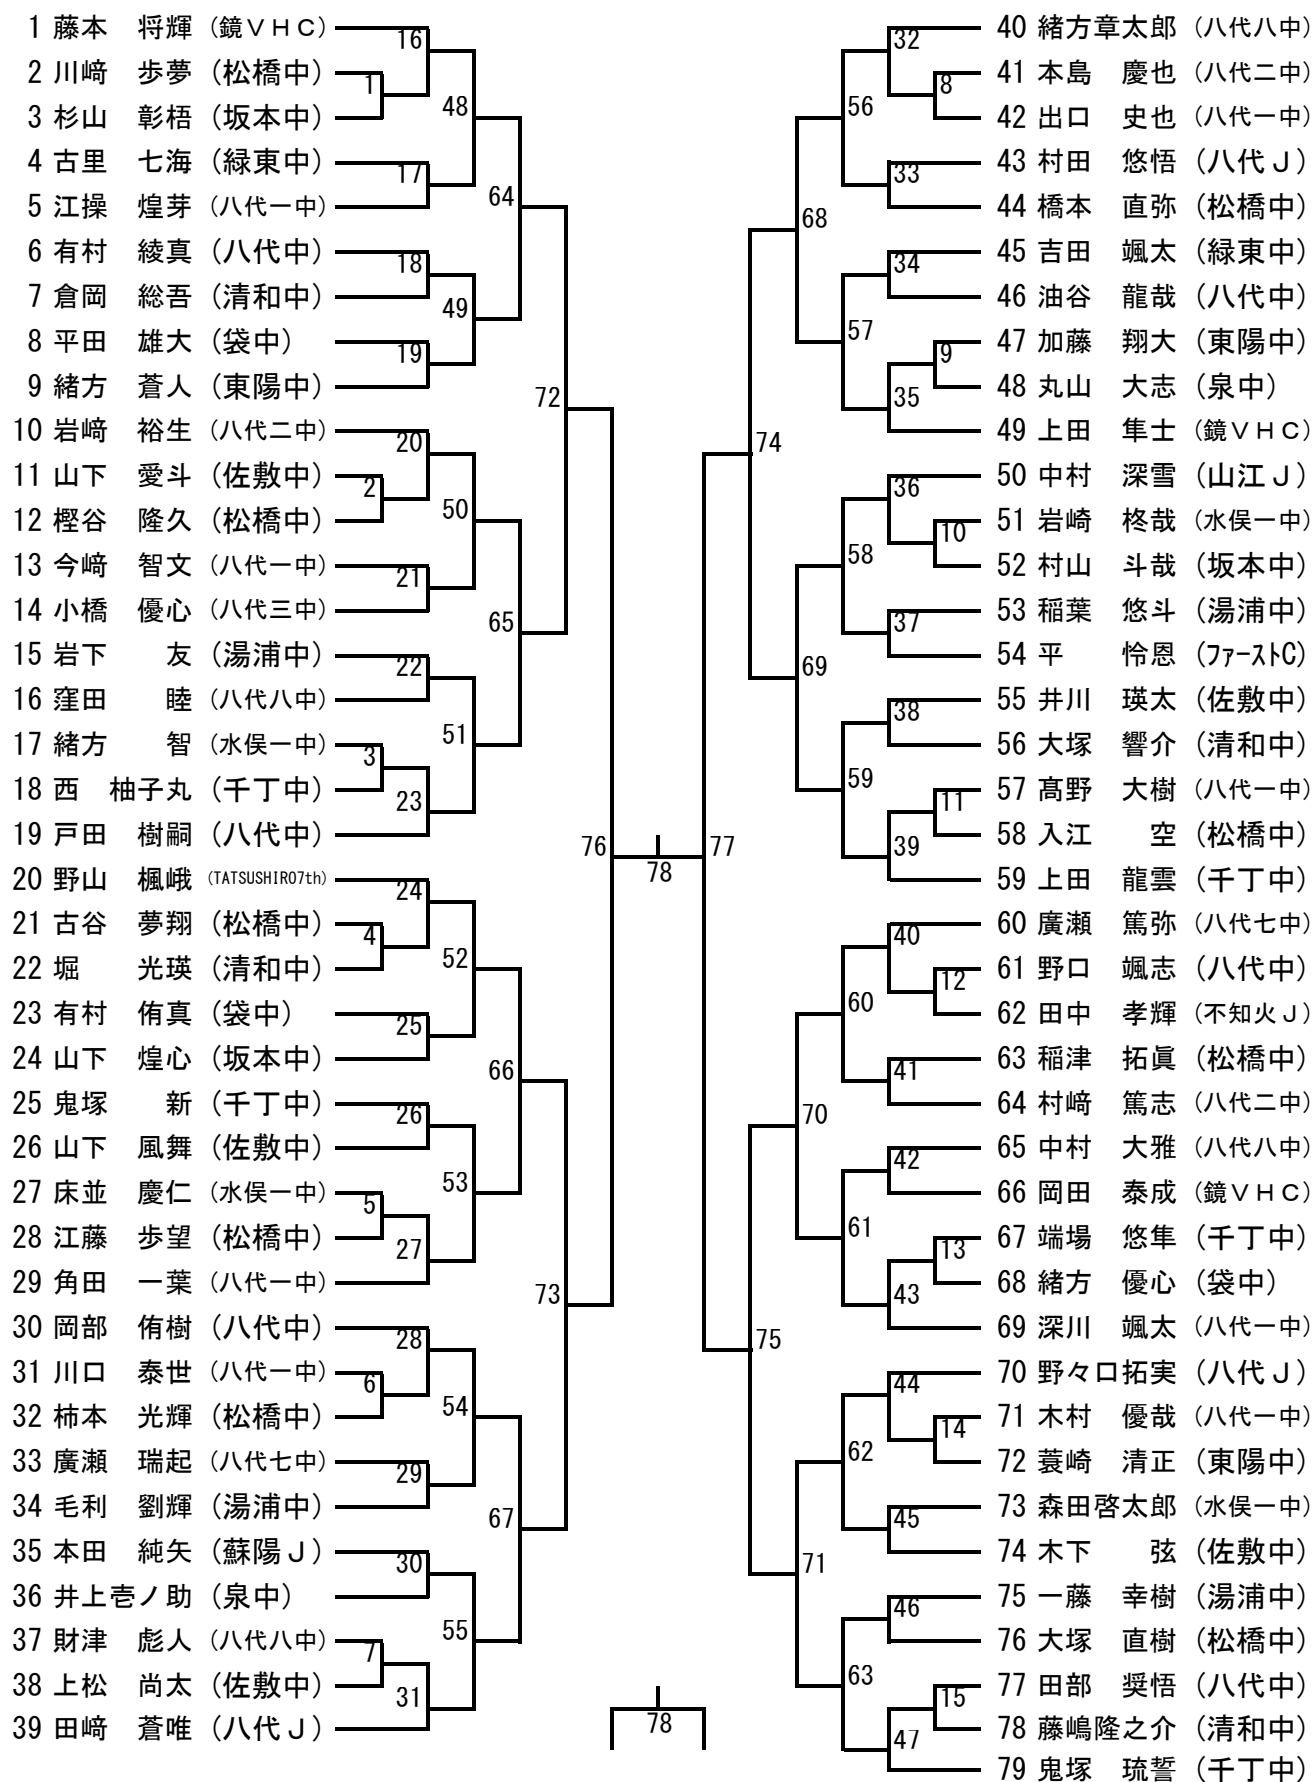 1 藤本　将輝 (鏡ＶＨＣ)
2 川﨑　歩夢 (松橋中)
3 杉山　彰梧 (坂本中)
4 古里　七海 (緑東中)
5 江操　煌芽 (八代一中)
6 有村　綾真 (八代中)
7 倉岡　総吾 (清和中)
8 平田　雄大 (袋中)
9 緒方　蒼人 (東陽中)
10 岩﨑　裕生 (八代二中)
11 山下　愛斗 (佐敷中)
12 樫谷　隆久 (松橋中)
13 今﨑　智文 (八代一中)
14 小橋　優心 (八代三中)
15 岩下　　友 (湯浦中)
16 窪田　　睦 (八代八中)
17 緒方　　智 (水俣一中)
18 西　柚子丸 (千丁中)
19 戸田　樹嗣 (八代中)
20 野山　楓峨 (TATSUSHIRO7th)
21 古谷　夢翔 (松橋中)
22 堀　　光瑛 (清和中)
23 有村　侑真 (袋中)
24 山下　煌心 (坂本中)
25 鬼塚　　新 (千丁中)
26 山下　風舞 (佐敷中)
27 床並　慶仁 (水俣一中)
28 江藤　歩望 (松橋中)
29 角田　一葉 (八代一中)
30 岡部　侑樹 (八代中)
31 川口　泰世 (八代一中)
32 柿本　光輝 (松橋中)
33 廣瀬　瑞起 (八代七中)
34 毛利　劉輝 (湯浦中)
35 本田　純矢 (蘇陽Ｊ)
36 井上壱ノ助 (泉中)
37 財津　彪人 (八代八中)
38 上松　尚太 (佐敷中)
39 田﨑　蒼唯 (八代Ｊ)
1
2
3
4
5
6
7
16
17
18
19
20
21
22
23
24
25
26
27
28
29
30
31
48
49
50
51
52
53
54
55
64
65
66
67
72
73
76
78
78
77
74
75
68
69
70
71
56
57
58
59
60
61
62
63
32
33
34
35
36
37
38
39
40
41
42
43
44
45
46
47
8
9
10
11
12
13
14
15
40 緒方章太郎 (八代八中)
41 本島　慶也 (八代二中)
42 出口　史也 (八代一中)
43 村田　悠悟 (八代Ｊ)
44 橋本　直弥 (松橋中)
45 吉田　颯太 (緑東中)
46 油谷　龍哉 (八代中)
47 加藤　翔大 (東陽中)
48 丸山　大志 (泉中)
49 上田　隼士 (鏡ＶＨＣ)
50 中村　深雪 (山江Ｊ)
51 岩崎　柊哉 (水俣一中)
52 村山　斗哉 (坂本中)
53 稲葉　悠斗 (湯浦中)
54 平　　怜恩 (ﾌｧｰｽﾄC)
55 井川　瑛太 (佐敷中)
56 大塚　響介 (清和中)
57 髙野　大樹 (八代一中)
58 入江　　空 (松橋中)
59 上田　龍雲 (千丁中)
60 廣瀬　篤弥 (八代七中)
61 野口　颯志 (八代中)
62 田中　孝輝 (不知火Ｊ)
63 稲津　拓眞 (松橋中)
64 村﨑　篤志 (八代二中)
65 中村　大雅 (八代八中)
66 岡田　泰成 (鏡ＶＨＣ)
67 端場　悠隼 (千丁中)
68 緒方　優心 (袋中)
69 深川　颯太 (八代一中)
70 野々口拓実 (八代Ｊ)
71 木村　優哉 (八代一中)
72 蓑崎　清正 (東陽中)
73 森田啓太郎 (水俣一中)
74 木下　　弦 (佐敷中)
75 一藤　幸樹 (湯浦中)
76 大塚　直樹 (松橋中)
77 田部　奨悟 (八代中)
78 藤嶋隆之介 (清和中)
79 鬼塚　琉誓 (千丁中)